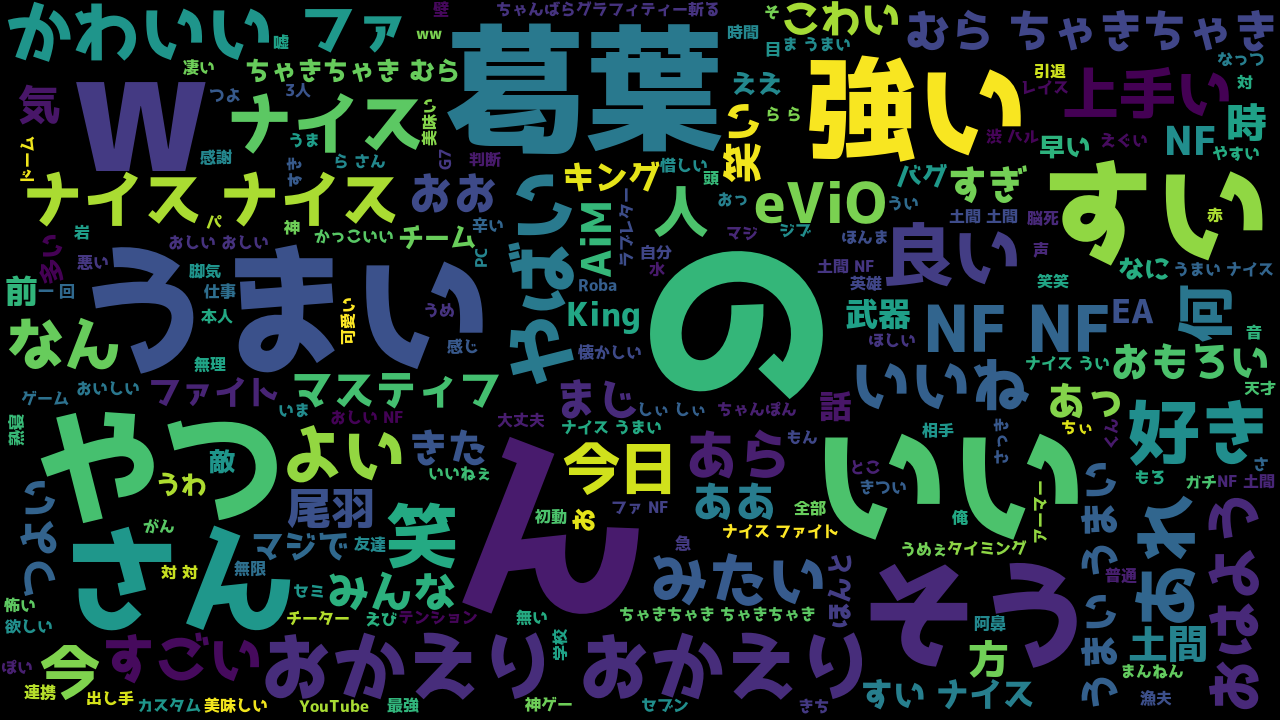 かわいい ファ ww 壁 ちゃんばらグラフィティー斬る 時間 そ こわい むら ちゃきちゃき
嘘 目 ま うまい なっつ
凄い ちゃきちゃき むら 葛葉 ええ 強い 引退 対
気 W つよ 3人 ナイス 美味い らら レイス 上手い 時
うま 笑い 渋ハル えぐい NF
ドーム 感謝 すき ら さん G7 判断 惜しい 早い やすい
ナイス ナイス おお キング 頭 バグ すぎ すい
パ 神 辛い やばい 人 おっ eViO うい 土間 土間 脳死 赤
岩 かっこいい チーム AiM ラブレター マジ ジブ ほんま 良い
多い おしい おしい PC 自分 声 なに
悪い うまい 脚気 水 土間 NF うまい ナイス
前 一回 仕事 Roba の 英雄 笑笑 何
本人 可愛い うめ King 武器 NF NF EA 音
なん 無理 感じ 懐かしい ほしい ナイス うい おもろい
ゲーム おいしい ファイト マスティフ まじ しい しい いいね 天才
いま おしい NF 大丈夫 ちゃんぽん 話 あっ 好き
熱寝 やつ よい きた ナイス うまい あら もん いい 相手 さっき ちぃ くん
敵 いいねぇ ん 今日 とこ もろ さ
うわ きつい ガチ NF 土間
つよい 尾羽 笑 初動 お ファ NF ああ 全部 アーマー うまい うまい おはよう
がん ナイス ファイト 俺 あれ
さん マジで 友達 急 うめぇ タイミング
対 対 無限 セミ みんな みたい ほんと そう 普通
怖い チーター えび テンション 無い ちゃきちゃき ちゃきちゃき 阿鼻 土間
欲しい 学校 方
ぽい 今 すごい おかえり おかえり まんねん
連携 出し手 カスタム 美味しい YouTube 最強 神ゲー セブン きち すい ナイス 漁夫